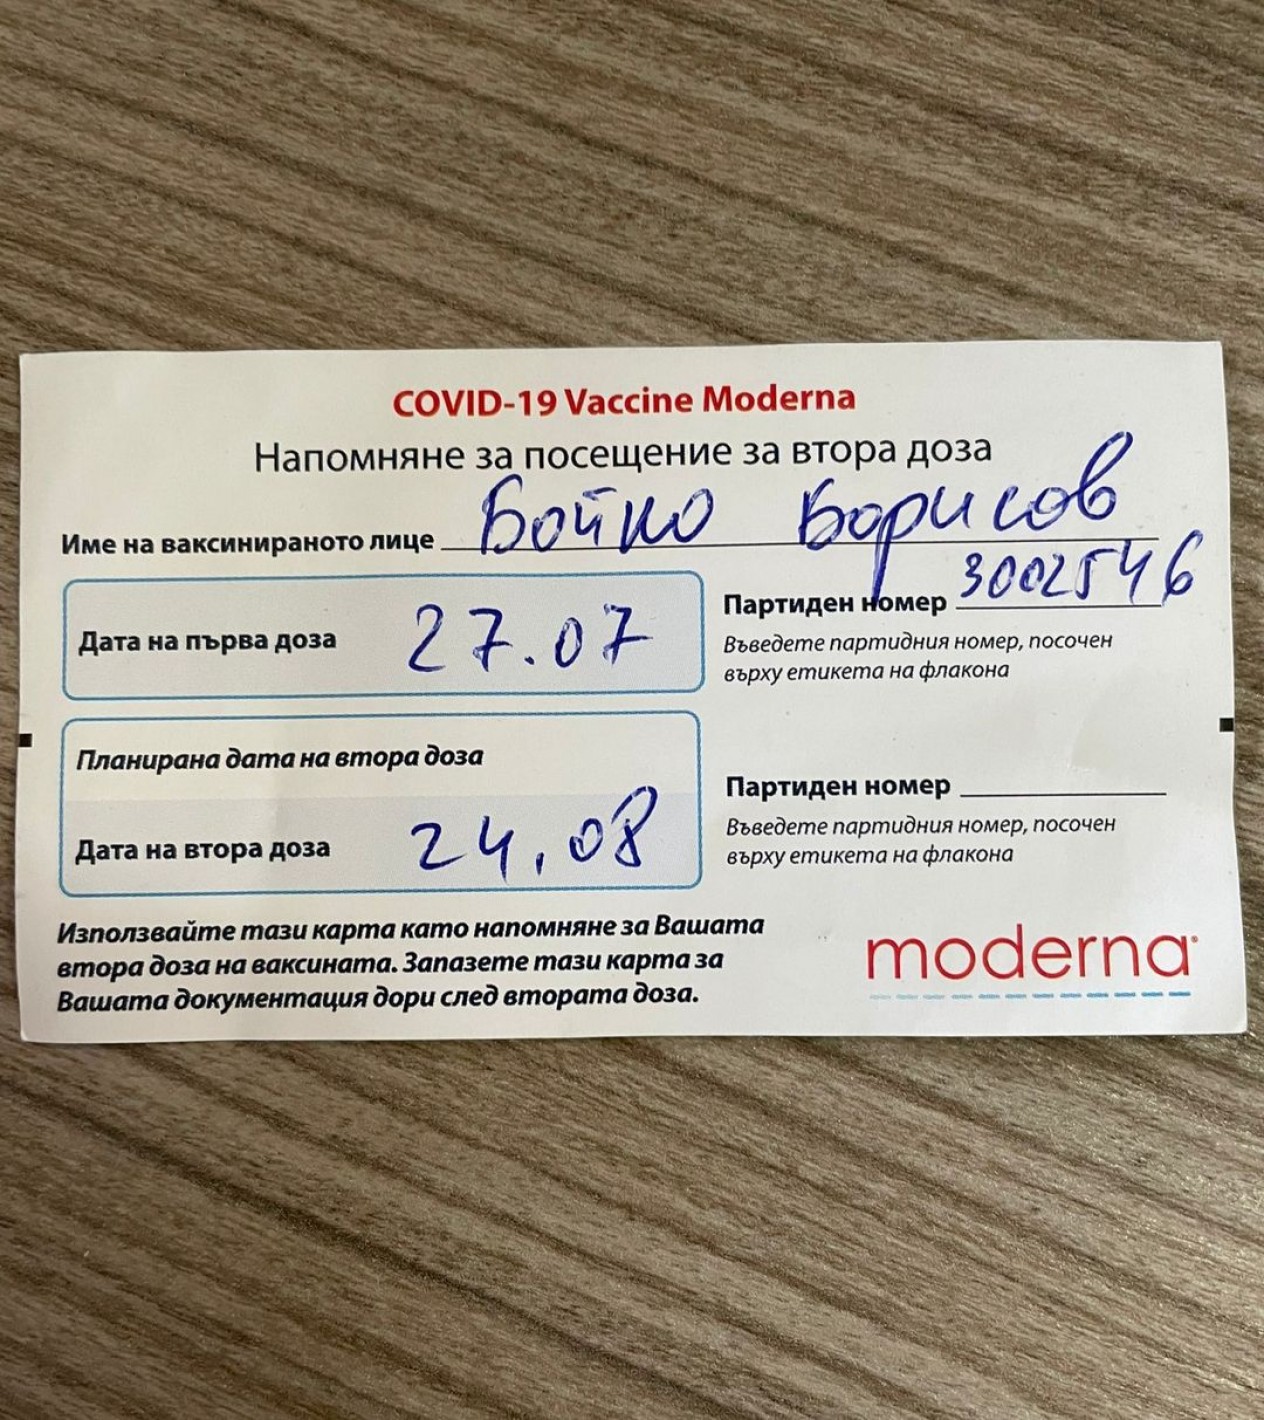 COVID-19 Vaccine Moderna
Напомняне за посещение за втора доза
Име на ваксинираното лице Бойко Борисов
Дата на първа доза 27.07
Партиден номер 3002546
Въведете партидния номер, посочен
върху етикета на флакона
Планирана дата на втора доза
Дата на втора доза 24.08
Партиден номер
Въведете партидния номер, посочен
върху етикета на флакона
Използвайте тази карта като напомняне за Вашата
втора доза на ваксината. Запазете тази карта за
Вашата документация дори след втората доза.
moderna